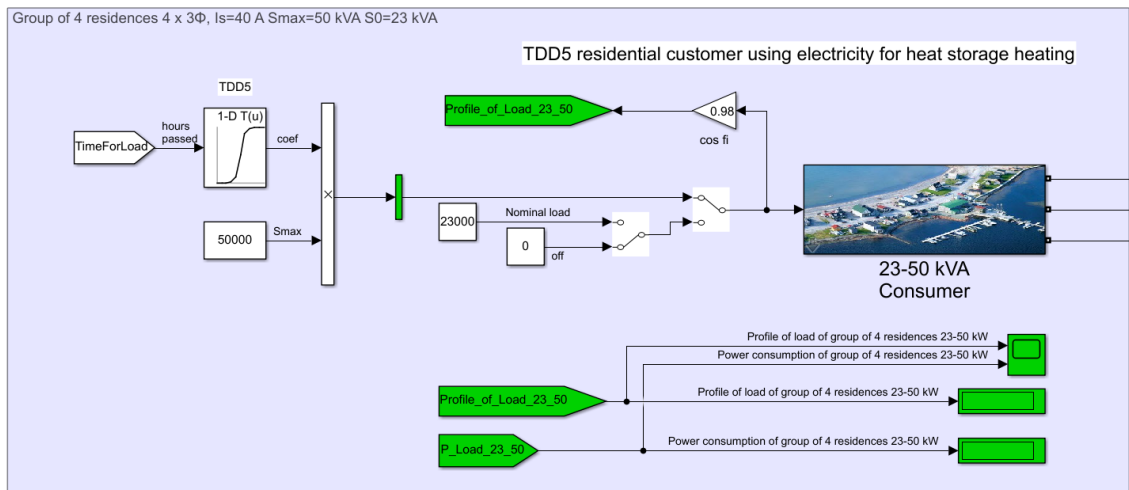 Group of 4 residences 4 x 3Φ, Is=40 A Smax=50 kVA S0=23 kVA
TDD5 residential customer using electricity for heat storage heating
TDD5
1-D T(u)
TimeForLoad
hours
passed
coef
50000
Smax
×
Profile_of_Load_23_50
0.98
cos fi
23000
Nominal load
0
off
23-50 kVA
Consumer
Profile of load of group of 4 residences 23-50 kW
Power consumption of group of 4 residences 23-50 kW
Profile_of_Load_23_50
Profile of load of group of 4 residences 23-50 kW
P_Load_23_50
Power consumption of group of 4 residences 23-50 kW